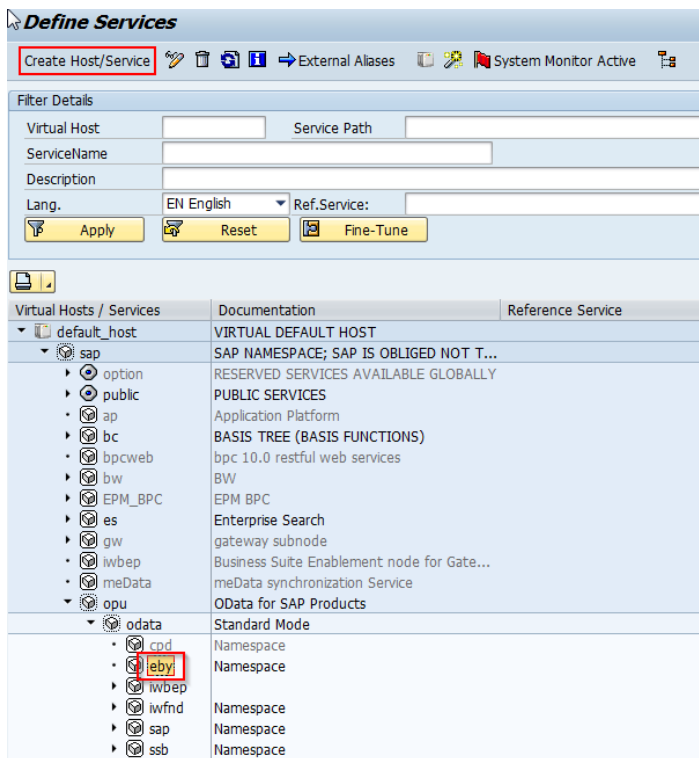 Define Services
Create Host/Service External Aliases System Monitor Active
Filter Details
Virtual Host Service Path
ServiceName
Description
Lang. EN English Ref.Service:
Apply Reset Fine-Tune
Virtual Hosts / Services Documentation Reference Service
default_host VIRTUAL DEFAULT HOST
sap SAP NAMESPACE; SAP IS OBLIGED NOT T...
option RESERVED SERVICES AVAILABLE GLOBALLY
public PUBLIC SERVICES
ap Application Platform
bc BASIS TREE (BASIS FUNCTIONS)
bpcweb bpc 10.0 restful web services
bw BW
EPM_BPC EPM BPC
es Enterprise Search
gw gateway subnode
iwbep Business Suite Enablement node for Gate...
meData meData synchronization Service
opu OData for SAP Products
odata Standard Mode
cpd Namespace
eby Namespace
iwbep
iwfnd Namespace
sap Namespace
ssb Namespace